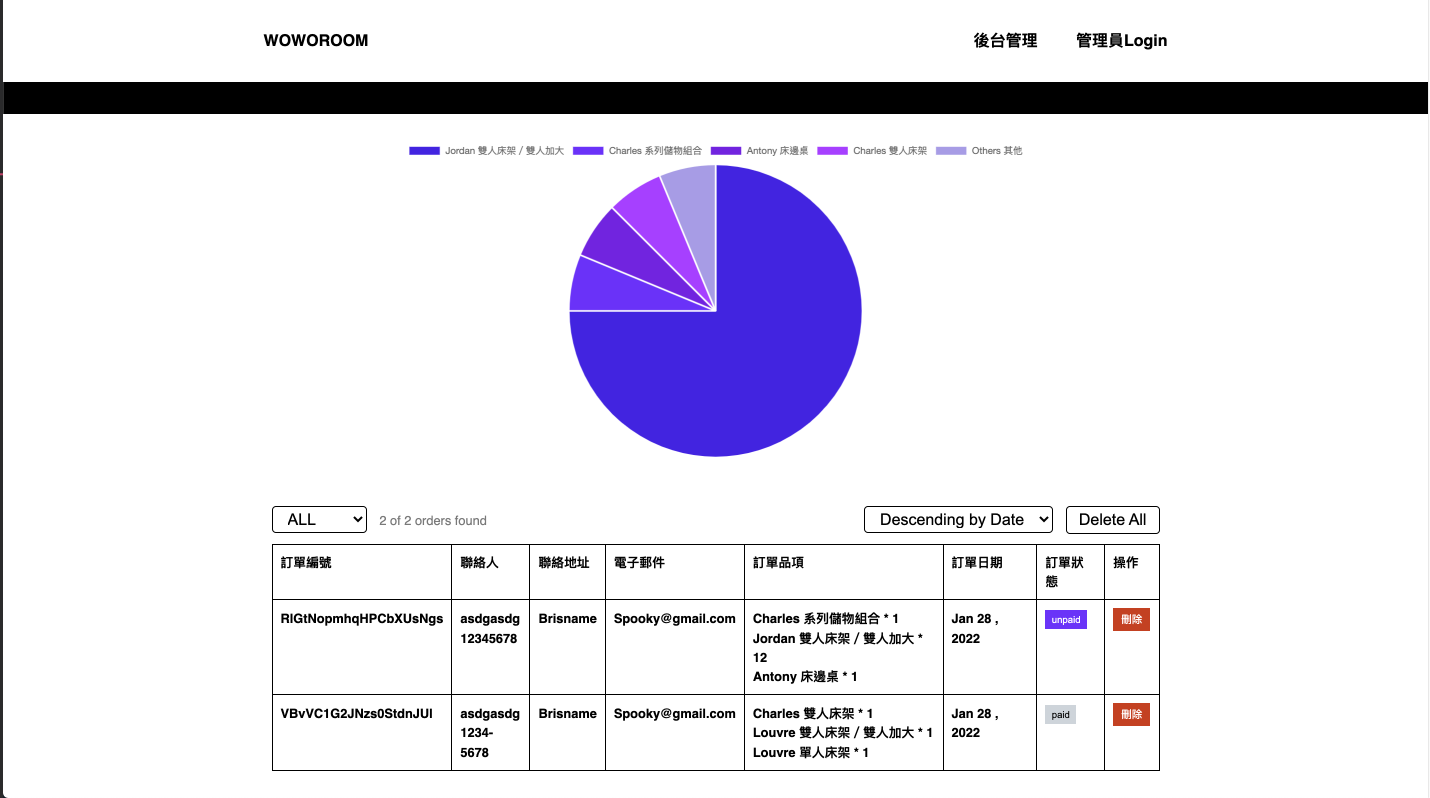 WOWOROOM
後台管理 管理員Login
Jordan 雙人床架 / 雙人加大 Charles 系列儲物組合 Antony 床邊桌 Charles 雙人床架 Others 其他
ALL 2 of 2 orders found Descending by Date Delete All
訂單編號 聯絡人 聯絡地址 電子郵件 訂單品項 訂單日期 訂單狀態 操作
RlGtNopmhqHPCbXUsNgs
asdgasdg
12345678
Brisname
Spooky@gmail.com
Charles 系列儲物組合 * 1
Jordan 雙人床架 / 雙人加大 *
12
Antony 床邊桌 * 1
Jan 28 ,
2022
unpaid
刪除
VBvVC1G2JNzs0StdnJUl
asdgasdg
1234-
5678
Brisname
Spooky@gmail.com
Charles 雙人床架 * 1
Louvre 雙人床架 / 雙人加大 * 1
Louvre 單人床架 * 1
Jan 28 ,
2022
paid
刪除